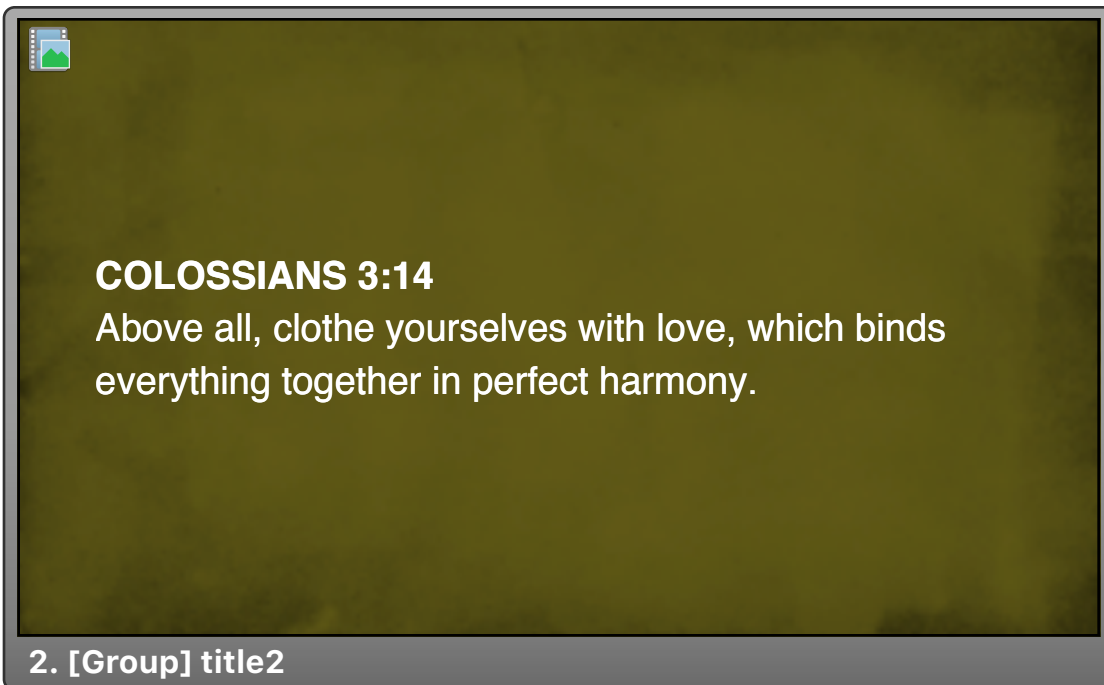 COLOSSIANS 3:14
Above all, clothe yourselves with love, which binds
everything together in perfect harmony.
2. [Group] title2